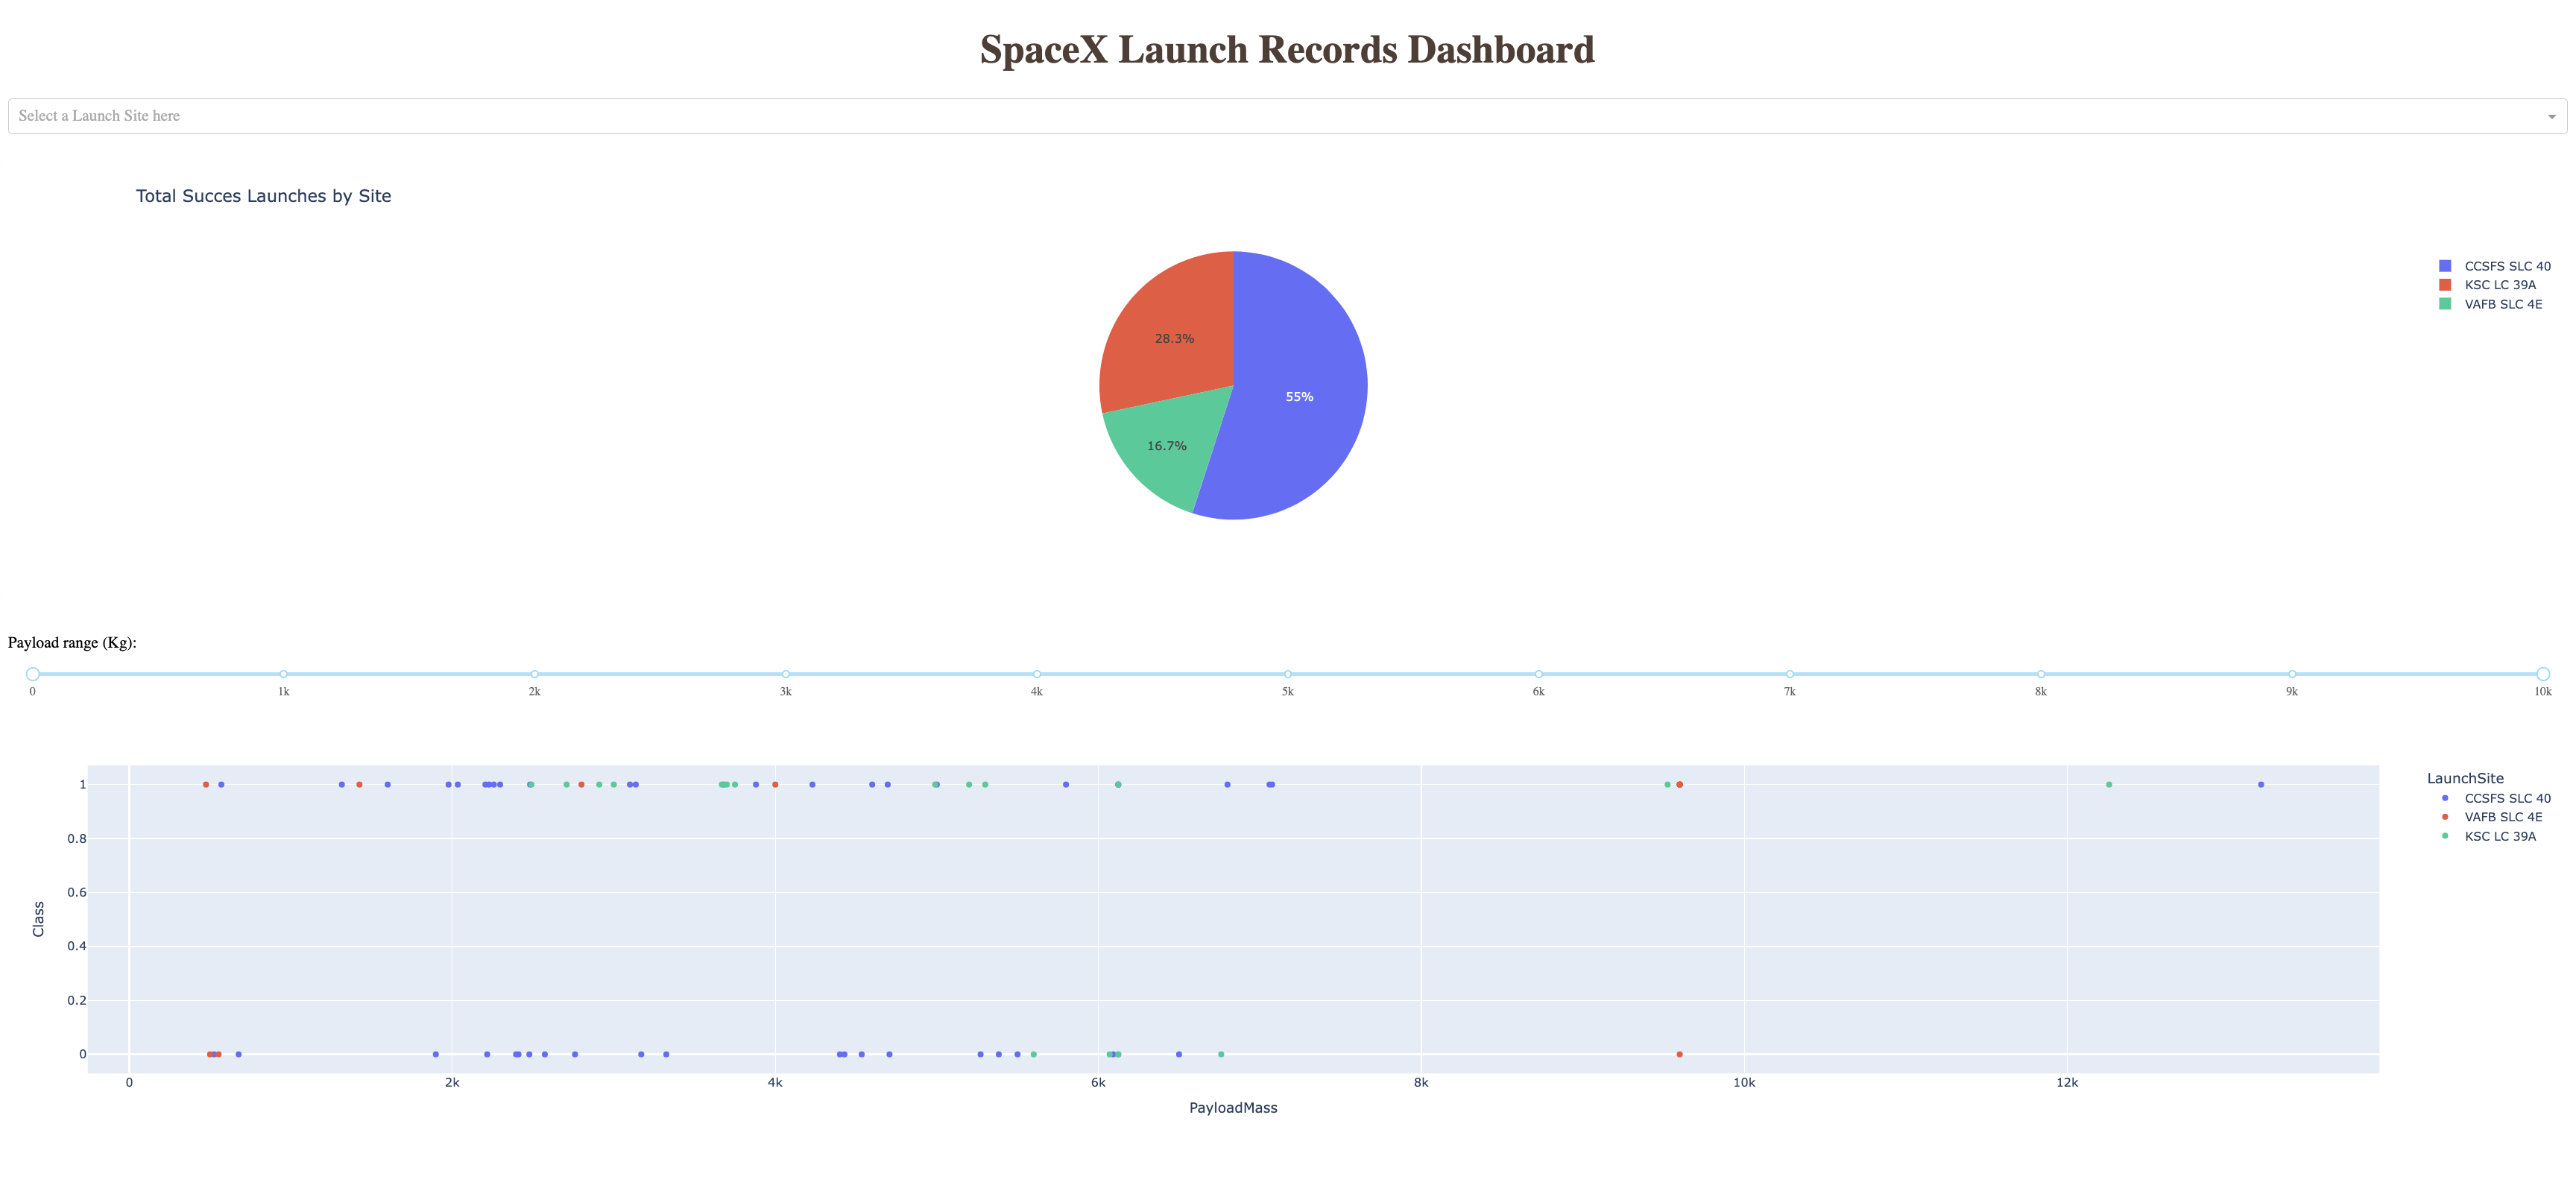 SpaceX Launch Records Dashboard
Select a Launch Site here
Total Succes Launches by Site
CCSFS SLC 40
KSC LC 39A
VAFB SLC 4E
28.3%
55%
16.7%
Payload range (Kg):
0 1k 2k 3k 4k 5k 6k 7k 8k 9k 10k
LaunchSite
CCSFS SLC 40
VAFB SLC 4E
KSC LC 39A
1
0.8
0.6
0.4
0.2
0
Class
0 2k 4k 6k 8k 10k 12k
PayloadMass